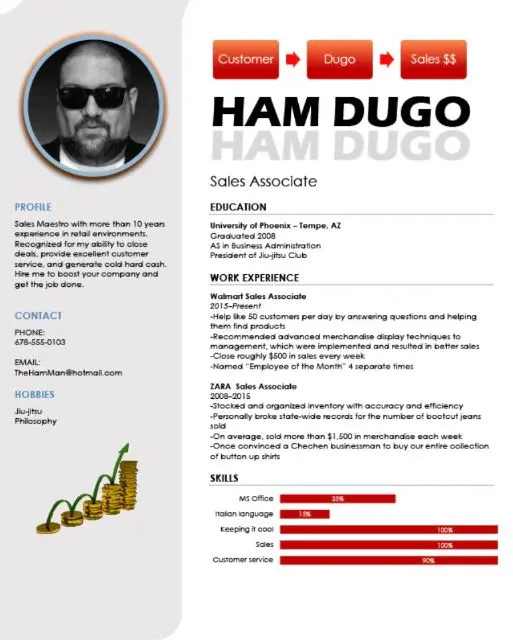 Customer
Dugo
Sales $$
HAM DUGO
HAM DUGO
Sales Associate
PROFILE
Sales Maestro with more than 10 years
experience in retail environments.
Recognized for my ability to close
deals, provide excellent customer
service, and generate cold hard cash.
Hire me to boost your company and
get the job done.
CONTACT
PHONE:
678-555-0103
EMAIL:
TheHamMan@hotmail.com
HOBBIES
Jiu-jitsu
Philosophy
EDUCATION
University of Phoenix – Tempe, AZ
Graduated 2008
AS in Business Administration
President of Jiu-jitsu Club
WORK EXPERIENCE
Walmart Sales Associate
2015–Present
-Help like 50 customers per day by answering questions and helping
them find products
-Recommended advanced merchandise display techniques to
management, which were implemented and resulted in better sales
-Close roughly $500 in sales every week
-Named "Employee of the Month" 4 separate times
ZARA  Sales Associate
2008–2015
-Stocked and organized inventory with accuracy and efficiency
-Personally broke state-wide records for the number of bootcut jeans
sold
-On average, sold more than $1,500 in merchandise each week
-Once convinced a Chechen businessman to buy our entire collection
of button up shirts
SKILLS
MS Office 35%
Italian language 15%
Keeping it cool 100%
Sales 100%
Customer service 90%